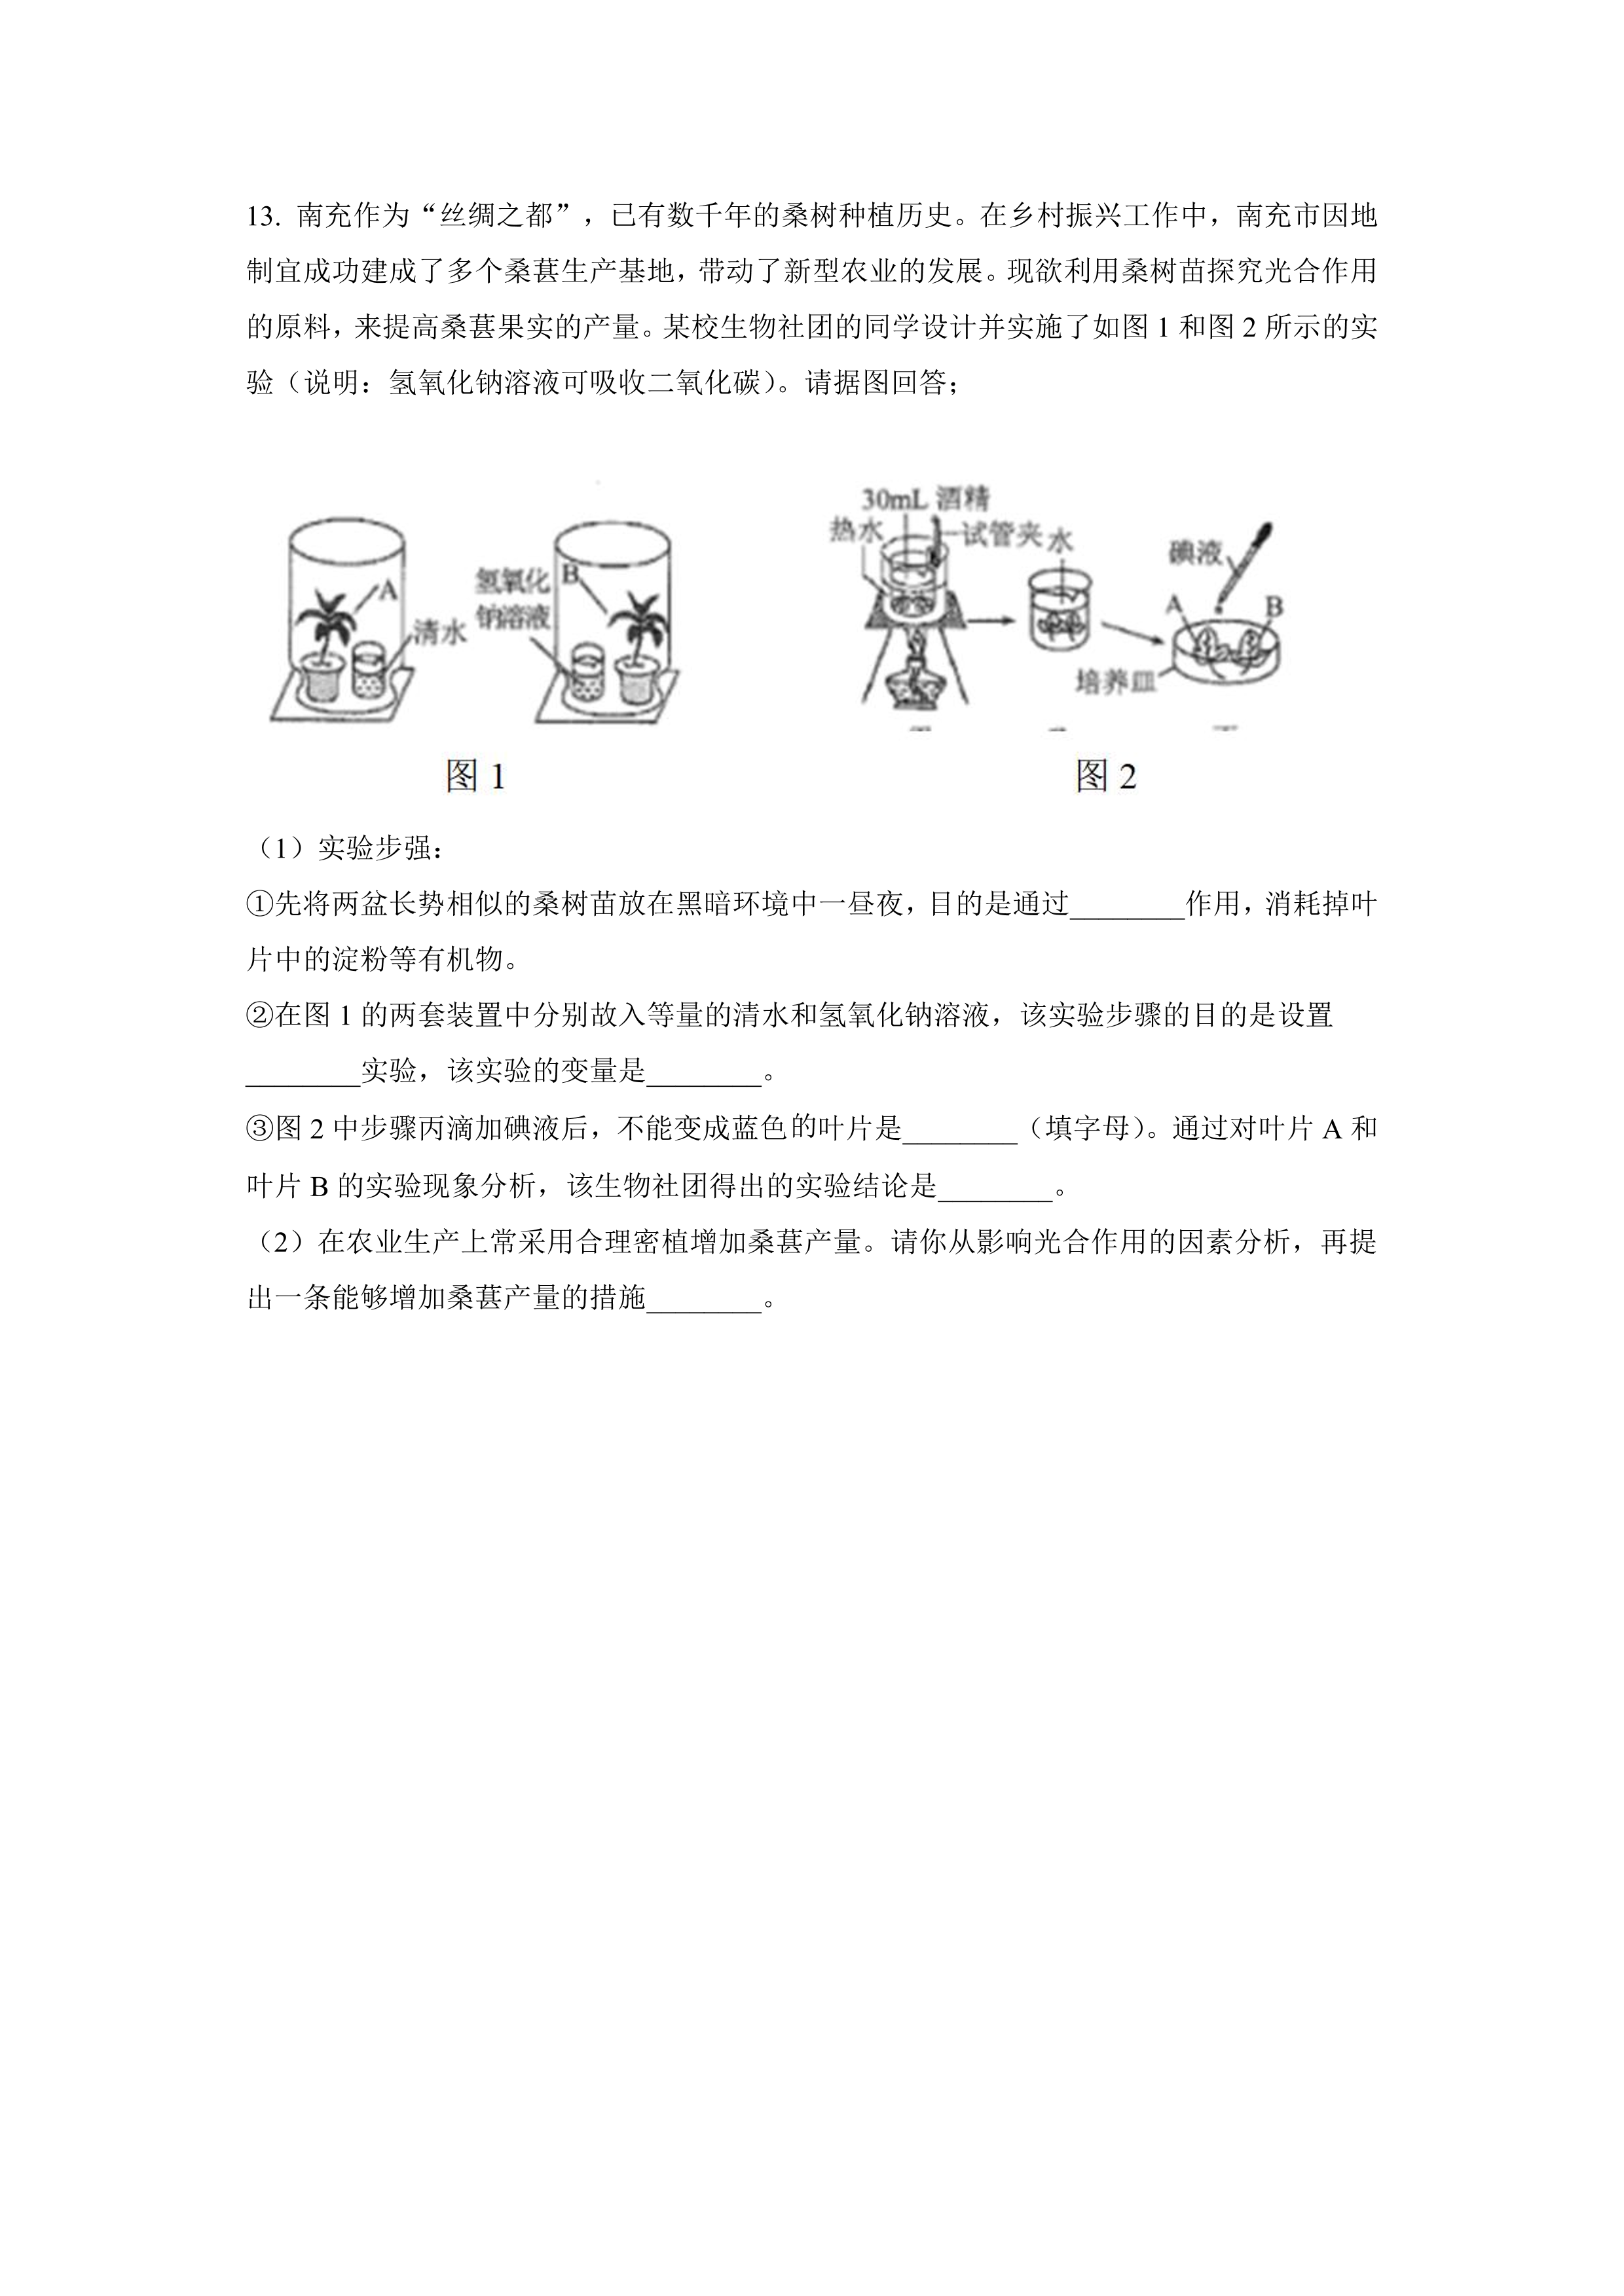 13. 南充作为“丝绸之都”，已有数千年的桑树种植历史。在乡村振兴工作中，南充市因地
制宜成功建成了多个桑葚生产基地，带动了新型农业的发展。现欲利用桑树苗探究光合作用
的原料，来提高桑葚果实的产量。某校生物社团的同学设计并实施了如图 1 和图 2 所示的实
验（说明：氢氧化钠溶液可吸收二氧化碳）。请据图回答；
A
清水
氢氧化
钠溶液
B
30mL 酒精
热水
试管夹
水
碘液
A
B
培养皿
图 1
图 2
（1）实验步强：
①先将两盆长势相似的桑树苗放在黑暗环境中一昼夜，目的是通过________作用，消耗掉叶
片中的淀粉等有机物。
②在图 1 的两套装置中分别故入等量的清水和氢氧化钠溶液，该实验步骤的目的是设置
________实验，该实验的变量是________。
③图 2 中步骤丙滴加碘液后，不能变成蓝色的叶片是________（填字母）。通过对叶片 A 和
叶片 B 的实验现象分析，该生物社团得出的实验结论是________。
（2）在农业生产上常采用合理密植增加桑葚产量。请你从影响光合作用的因素分析，再提
出一条能够增加桑葚产量的措施________。